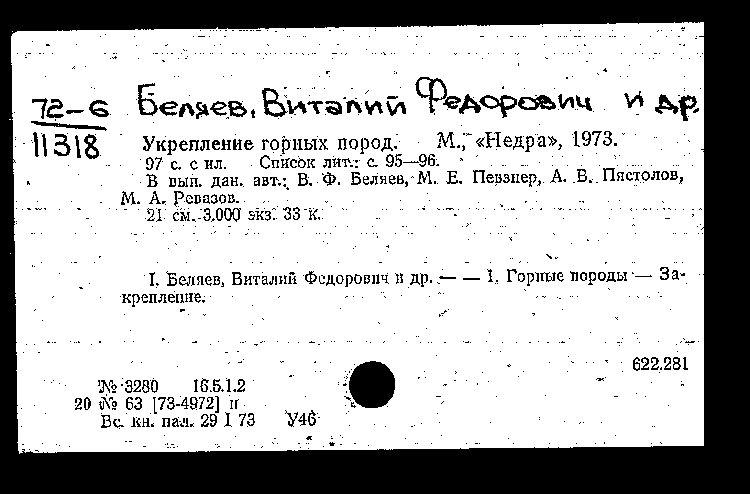 72-6 Беляев, Виталий Федорович и др.
11318
Укрепление горных пород. М., «Недра», 1973.
97 с. с ил. Список лит.: с. 95—96.
В вып. дан. авт.: В. Ф. Беляев, М. Е. Певзнер, А. В. Пястолов,
М. А. Ревазов.
21 см. 3.000 экз. 33 к.
I. Беляев, Виталий Федорович и др. — — 1. Горные породы — За-
крепление.
622.281
№ 3280 16.5.1.2
20 № 63 [73-4972] п
Вс. кн. пал. 29 I 73 У46